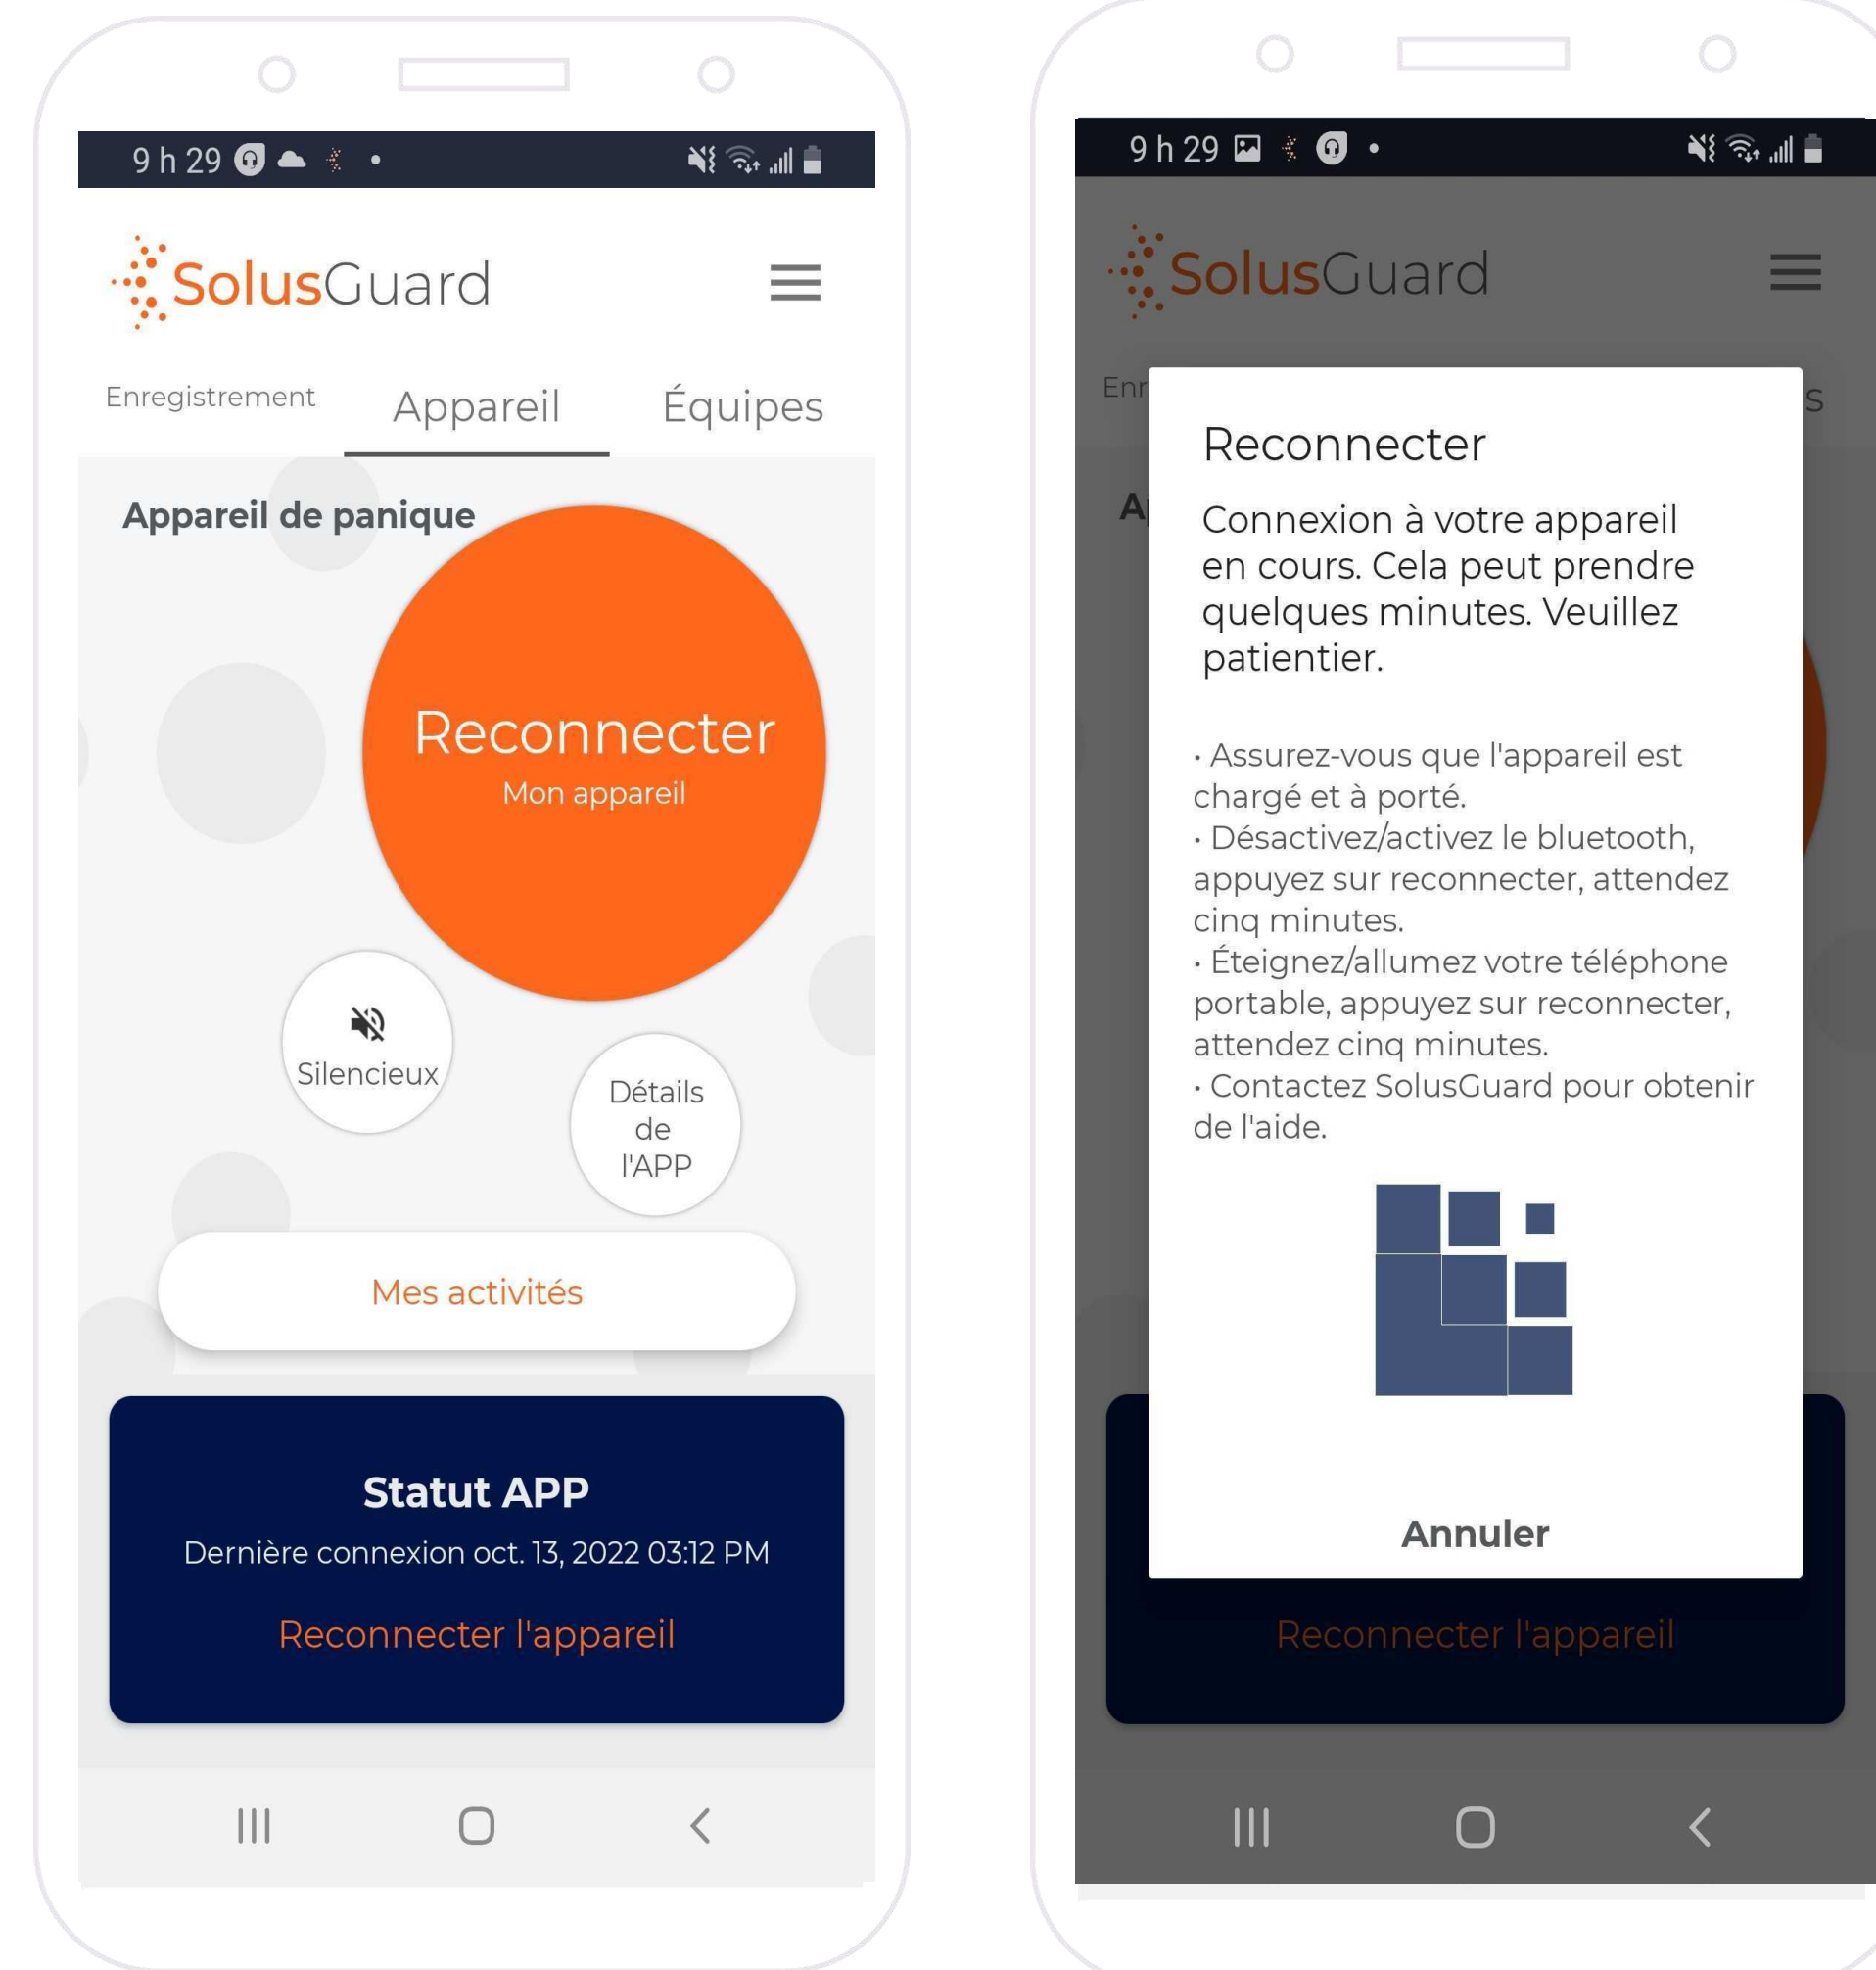 9 h 29
SolusGuard
Enregistrement Appareil Équipes
Appareil de panique
Reconnecter
Mon appareil
Silencieux
Détails
de
l'APP
Mes activités
Statut APP
Dernière connexion oct. 13, 2022 03:12 PM
Reconnecter l'appareil
9 h 29
SolusGuard
Enr s
A
Reconnecter
Connexion à votre appareil
en cours. Cela peut prendre
quelques minutes. Veuillez
patientier.
• Assurez-vous que l'appareil est
chargé et à porté.
• Désactivez/activez le bluetooth,
appuyez sur reconnecter, attendez
cinq minutes.
• Éteignez/allumez votre téléphone
portable, appuyez sur reconnecter,
attendez cinq minutes.
• Contactez SolusGuard pour obtenir
de l'aide.
Annuler
Reconnecter l'appareil